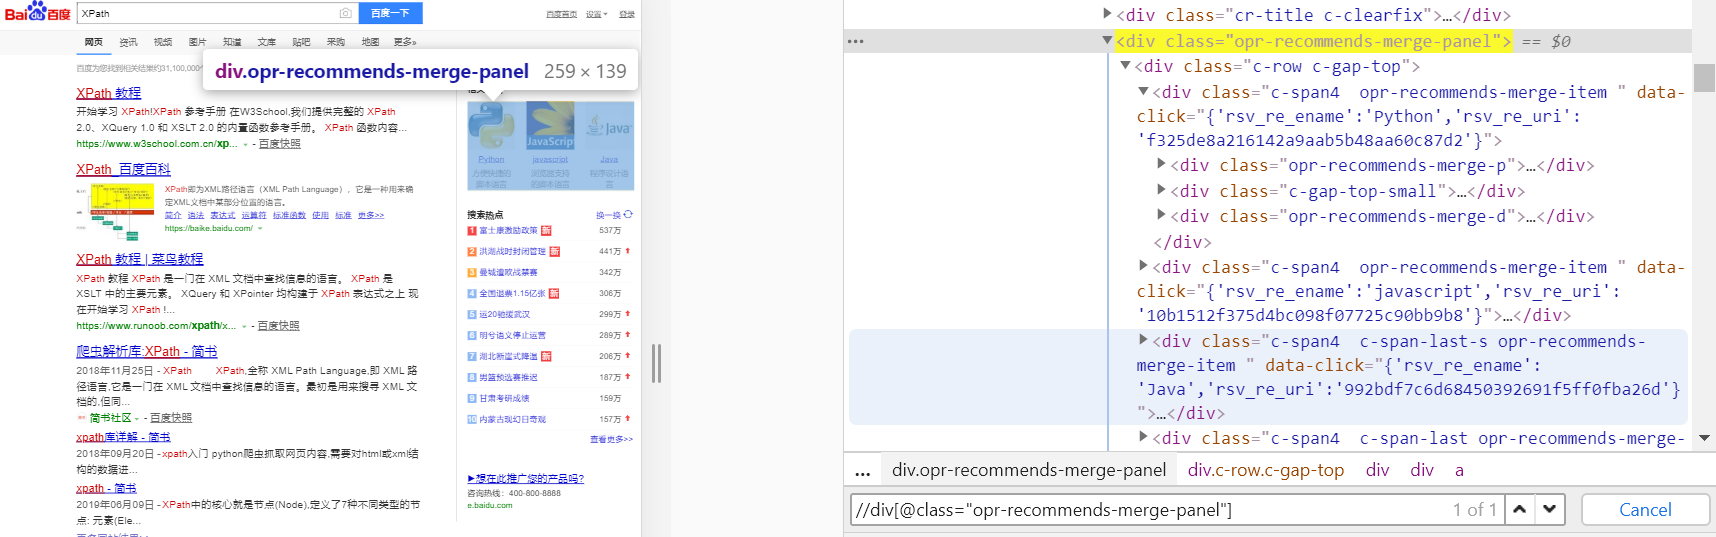 Bai 百度 XPath 百度一下 百度首页 设置 登录
网页 资讯 视频 图片 知道 文库 贴吧 采购 地图 更多»
百度为您找到相关结果约31,100,000个
div.opr-recommends-merge-panel 259 × 139
XPath 教程
开始学习 XPath!XPath 参考手册 在W3School,我们提供完整的 XPath
2.0、XQuery 1.0 和 XSLT 2.0 的内置函数参考手册。 XPath 函数内容...
https://www.w3school.com.cn/xp... - 百度快照
XPath_百度百科
XPath即为XML路径语言（XML Path Language），它是一种用来确
定XML文档中某部分位置的语言。
简介 语法 表达式 运算符 标准函数 使用 标准 更多>>
https://baike.baidu.com/
XPath 教程 | 菜鸟教程
XPath 教程 XPath 是一门在 XML 文档中查找信息的语言。 XPath 是
XSLT 中的主要元素。 XQuery 和 XPointer 均构建于 XPath 表达式之上 现
在开始学习 XPath !...
https://www.runoob.com/xpath/x... - 百度快照
爬虫解析库:XPath - 简书
2018年11月25日 - XPath XPath,全称 XML Path Language,即 XML 路
径语言,它是一门在 XML 文档中查找信息的语言。最初是用来搜寻 XML 文
档的,但同...
简书社区 - 百度快照
xpath库详解 - 简书
2018年09月20日 - xpath入门 python爬虫抓取网页内容,需要对html或xml结
构的数据进...
xpath - 简书
2019年06月09日 - XPath中的核心就是节点(Node),定义了7种不同类型的节
点: 元素(Ele...
JavaScript Java
Python javascript Java
方便快捷的 浏览器支持 程序设计语
脚本语言 的脚本语言 言
搜索热点 换一换
1 富士康激励政策 新 537万
2 洪湖战时封闭管理 新 441万
3 曼城遭欧战禁赛 342万
4 全国退票1.15亿张 新 306万
5 运20驰援武汉 299万
6 明兮语义停止运营 289万
7 湖北断崖式降温 新 206万
8 男篮预选赛推迟 187万
9 甘肃考研成绩 159万
10 内蒙古现幻日奇观 157万
查看更多>>
▶想在此推广您的产品吗?
咨询热线：400-800-8888
e.baidu.com
<div class="cr-title c-clearfix">…</div>
… <div class="opr-recommends-merge-panel"> == $0
<div class="c-row c-gap-top">
<div class="c-span4  opr-recommends-merge-item " data-
click="{'rsv_re_ename':'Python','rsv_re_uri':
'f325de8a216142a9aab5b48aa60c87d2'}">
<div class="opr-recommends-merge-p">…</div>
<div class="c-gap-top-small">…</div>
<div class="opr-recommends-merge-d">…</div>
</div>
<div class="c-span4  opr-recommends-merge-item " data-
click="{'rsv_re_ename':'javascript','rsv_re_uri':
'10b1512f375d4bc098f07725c90bb9b8'}">…</div>
<div class="c-span4  c-span-last-s opr-recommends-
merge-item " data-click="{'rsv_re_ename':
'Java','rsv_re_uri':'992bdf7c6d68450392691f5ff0fba26d'}
">…</div>
<div class="c-span4  c-span-last opr-recommends-merge-
… div.opr-recommends-merge-panel div.c-row.c-gap-top div div a
//div[@class="opr-recommends-merge-panel"] 1 of 1 Cancel